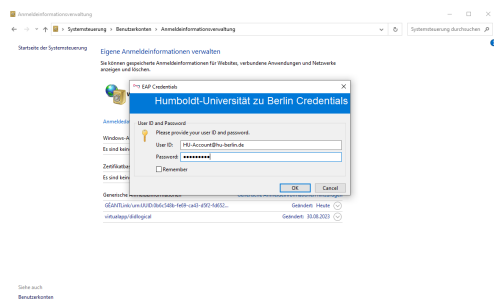 Anmeldeinformationsverwaltung
Systemsteuerung > Benutzerkonten > Anmeldeinformationsverwaltung
Systemsteuerung durchsuchen
Startseite der Systemsteuerung
Eigene Anmeldeinformationen verwalten
Sie können gespeicherte Anmeldeinformationen für Websites, verbundene Anwendungen und Netzwerke
anzeigen und löschen.
EAP Credentials
Humboldt-Universität zu Berlin Credentials
User ID and Password
Please provide your user ID and password.
User ID: HU-Account@hu-berlin.de
Password: •••••••••
Remember
OK Cancel
Windows-A
Es sind kein
Zertifikatba
Es sind kein
Generische
virtualapp/didlogical Geändert: 30.08.2023
Geändert: Heute
Siehe auch
Benutzerkonten